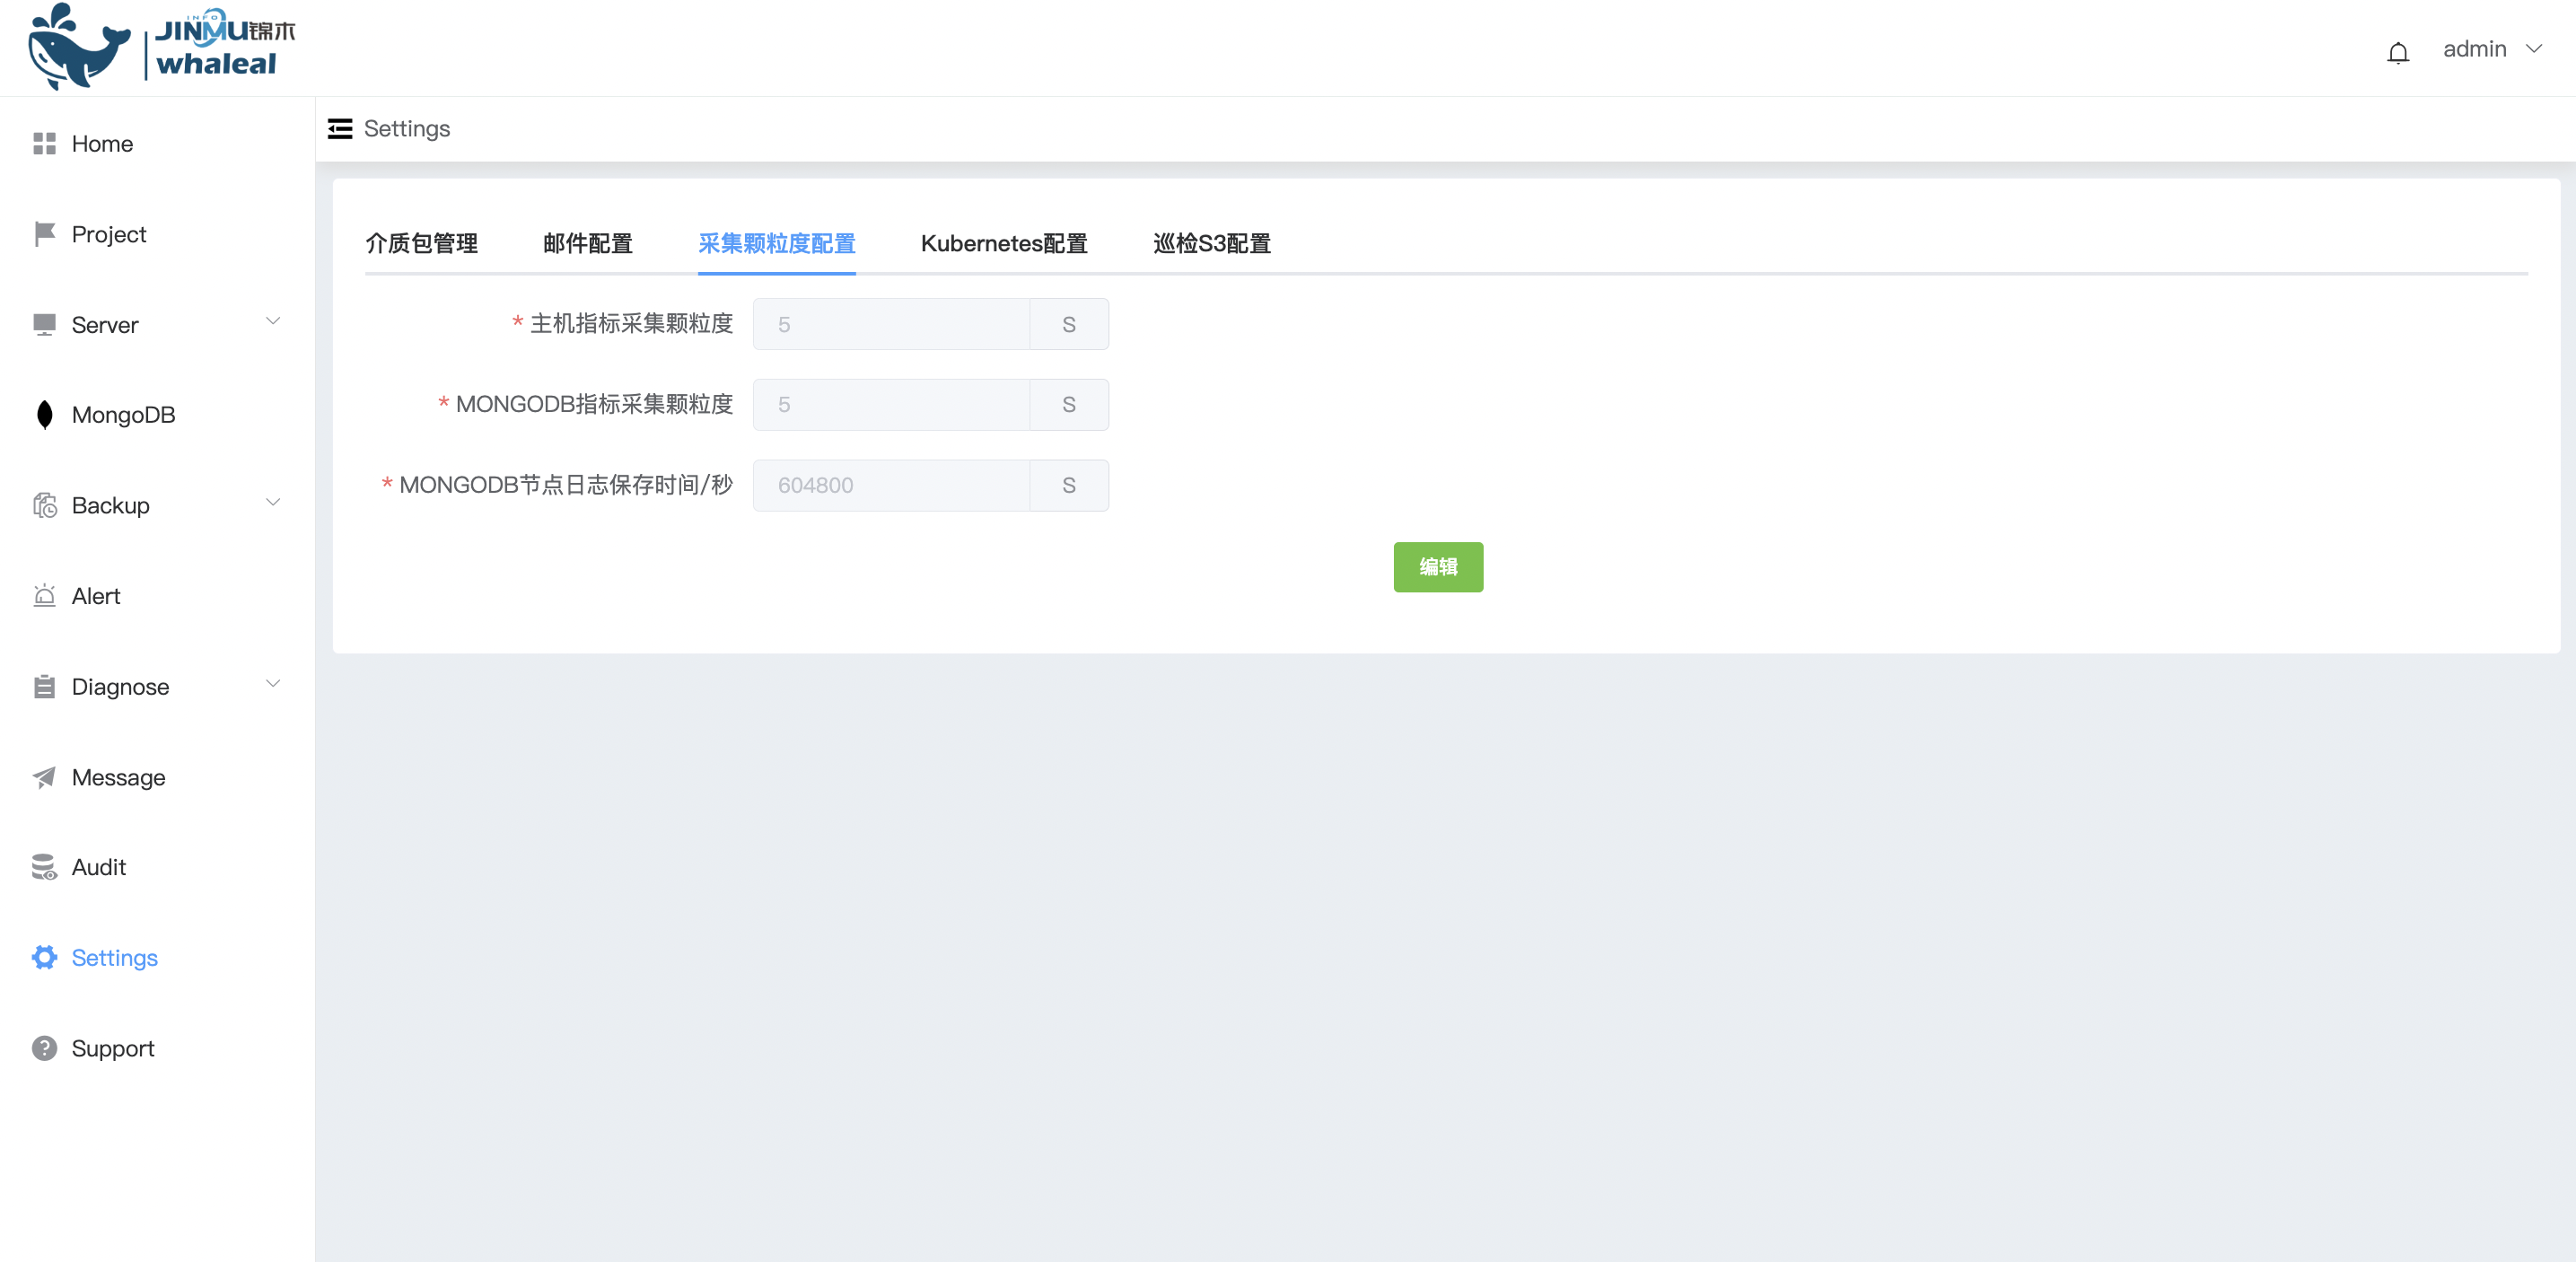 INFO
JINMU锦木
whaleal
admin
Home
Project
Server
MongoDB
Backup
Alert
Diagnose
Message
Audit
Settings
Support
Settings
介质包管理 邮件配置 采集颗粒度配置 Kubernetes配置 巡检S3配置
* 主机指标采集颗粒度 5 S
* MONGODB指标采集颗粒度 5 S
* MONGODB节点日志保存时间/秒 604800 S
编辑